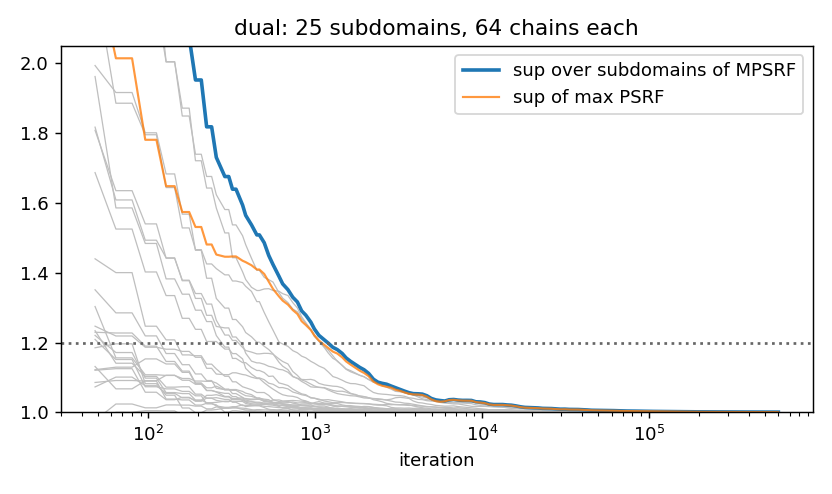 dual: 25 subdomains, 64 chains each
sup over subdomains of MPSRF
sup of max PSRF
2.0
1.8
1.6
1.4
1.2
1.0
10²
10³
10⁴
10⁵
iteration